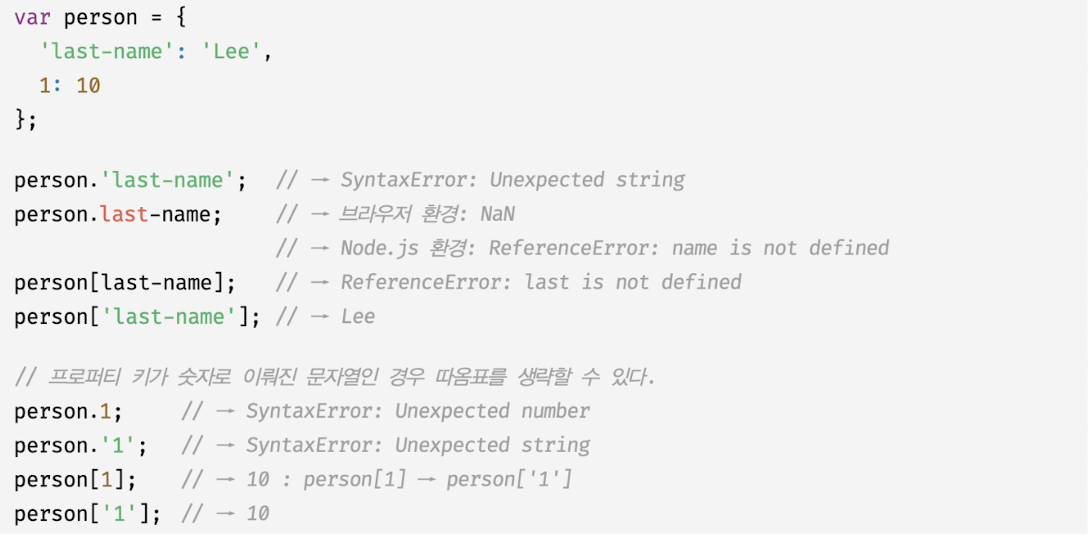 var person = {
  'last-name': 'Lee',
  1: 10
};

person.'last-name';  // → SyntaxError: Unexpected string
person.last-name;    // → 브라우저 환경: NaN
                     // → Node.js 환경: ReferenceError: name is not defined
person[last-name];   // → ReferenceError: last is not defined
person['last-name']; // → Lee

// 프로퍼티 키가 숫자로 이뤄진 문자열인 경우 따옴표를 생략할 수 있다.
person.1;     // → SyntaxError: Unexpected number
person.'1';   // → SyntaxError: Unexpected string
person[1];    // → 10 : person[1] → person['1']
person['1'];  // → 10